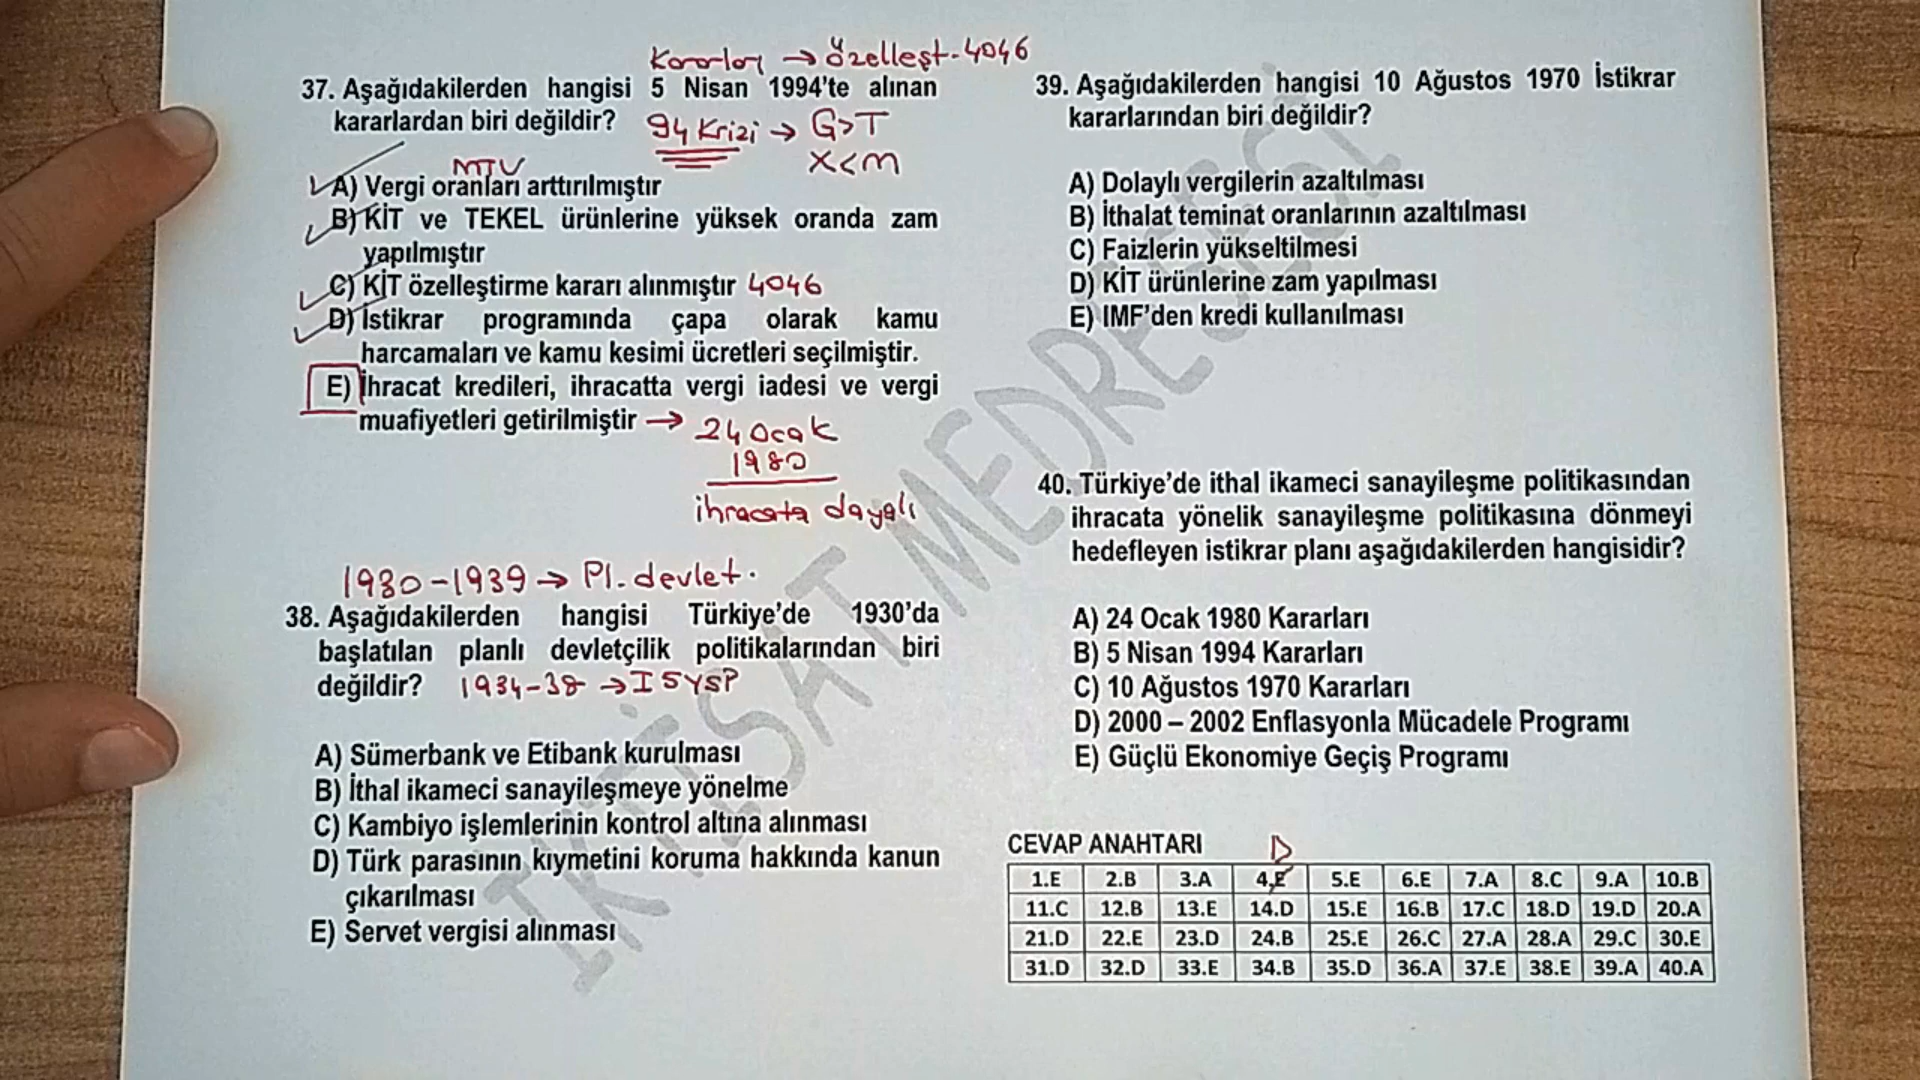 Kararlar → özelleşt. 4046
37. Aşağıdakilerden hangisi 5 Nisan 1994'te alınan
kararlardan biri değildir? 94 Krizi → G>T
X<M
MTV
A) Vergi oranları arttırılmıştır
B) KİT ve TEKEL ürünlerine yüksek oranda zam
yapılmıştır
C) KİT özelleştirme kararı alınmıştır 4046
D) İstikrar programında çapa olarak kamu
harcamaları ve kamu kesimi ücretleri seçilmiştir.
E) İhracat kredileri, ihracatta vergi iadesi ve vergi
muafiyetleri getirilmiştir → 24 Ocak
1980
ihracata dayalı
1930-1939 → Pl. devlet.
38. Aşağıdakilerden hangisi Türkiye'de 1930'da
başlatılan planlı devletçilik politikalarından biri
değildir? 1934-38 → I 5YSP
A) Sümerbank ve Etibank kurulması
B) İthal ikameci sanayileşmeye yönelme
C) Kambiyo işlemlerinin kontrol altına alınması
D) Türk parasının kıymetini koruma hakkında kanun
çıkarılması
E) Servet vergisi alınması
39. Aşağıdakilerden hangisi 10 Ağustos 1970 İstikrar
kararlarından biri değildir?
A) Dolaylı vergilerin azaltılması
B) İthalat teminat oranlarının azaltılması
C) Faizlerin yükseltilmesi
D) KİT ürünlerine zam yapılması
E) IMF'den kredi kullanılması
40. Türkiye'de ithal ikameci sanayileşme politikasından
ihracata yönelik sanayileşme politikasına dönmeyi
hedefleyen istikrar planı aşağıdakilerden hangisidir?
A) 24 Ocak 1980 Kararları
B) 5 Nisan 1994 Kararları
C) 10 Ağustos 1970 Kararları
D) 2000 – 2002 Enflasyonla Mücadele Programı
E) Güçlü Ekonomiye Geçiş Programı
CEVAP ANAHTARI D
1.E 2.B 3.A 4.E 5.E 6.E 7.A 8.C 9.A 10.B
11.C 12.B 13.E 14.D 15.E 16.B 17.C 18.D 19.D 20.A
21.D 22.E 23.D 24.B 25.E 26.C 27.A 28.A 29.C 30.E
31.D 32.D 33.E 34.B 35.D 36.A 37.E 38.E 39.A 40.A
İKTİSAT MEDRESESİ